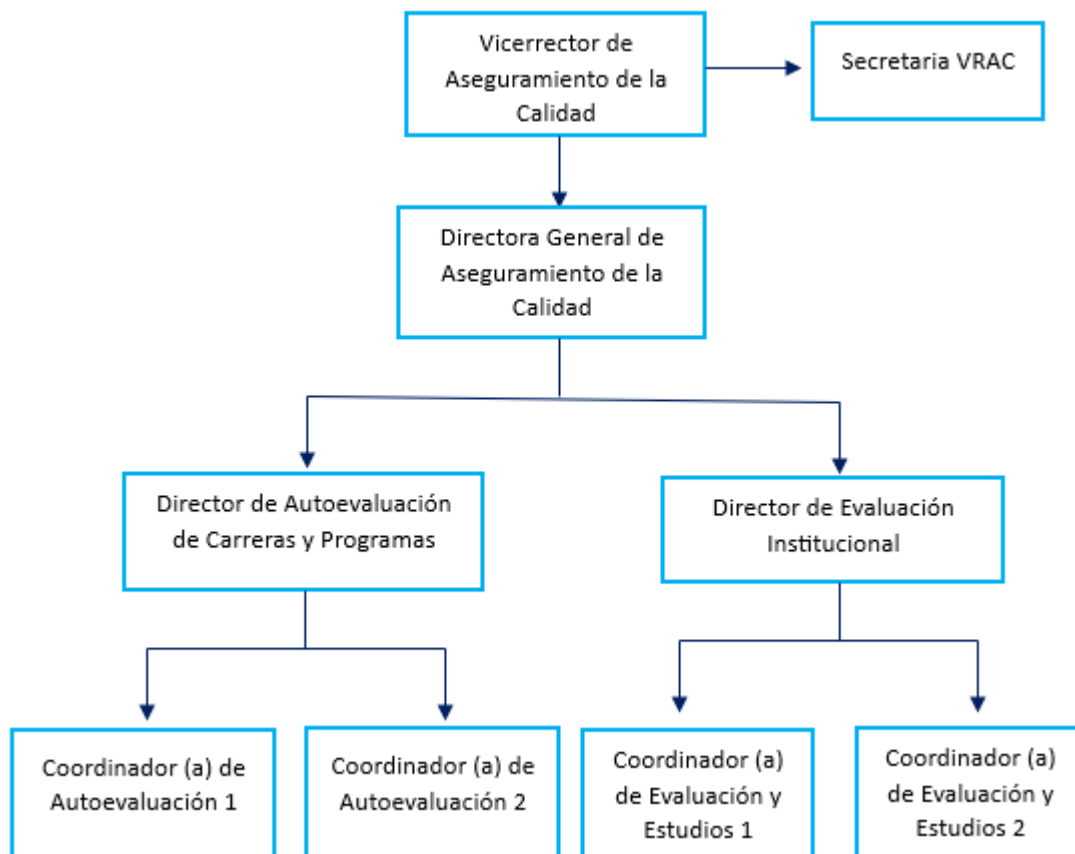 Vicerrector de
Aseguramiento de la
Calidad
Secretaria VRAC
Directora General de
Aseguramiento de la
Calidad
Director de Autoevaluación
de Carreras y Programas
Director de Evaluación
Institucional
Coordinador (a) de
Autoevaluación 1
Coordinador (a) de
Autoevaluación 2
Coordinador (a)
de Evaluación y
Estudios 1
Coordinador (a)
de Evaluación y
Estudios 2